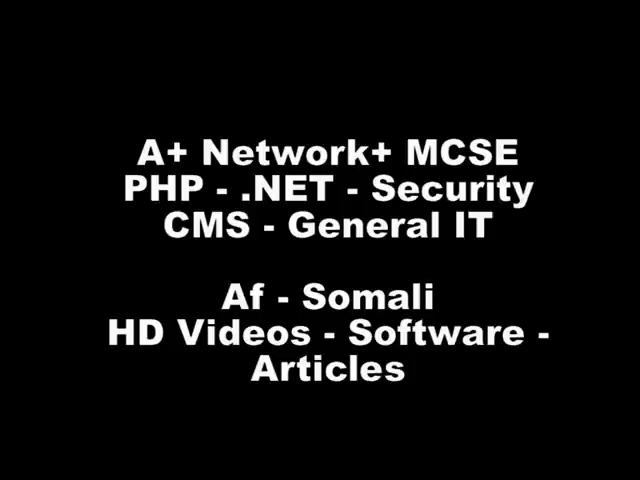 A+ Network+ MCSE
PHP - .NET - Security
CMS - General IT
Af - Somali
HD Videos - Software -
Articles